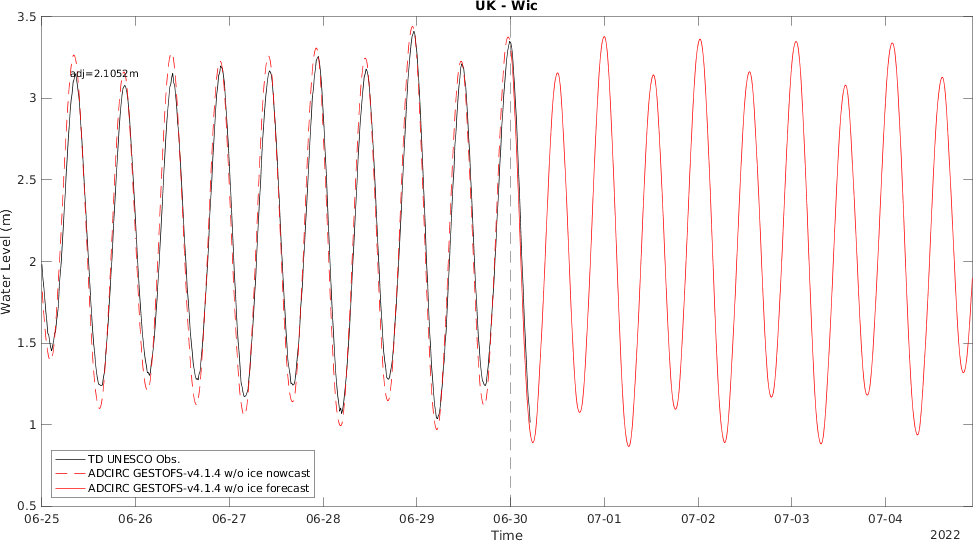 UK - Wic
3.5
3
2.5
2
1.5
1
0.5
Water Level (m)
adj=2.1052m
TD UNESCO Obs.
ADCIRC GESTOFS-v4.1.4 w/o ice nowcast
ADCIRC GESTOFS-v4.1.4 w/o ice forecast
06-25 06-26 06-27 06-28 06-29 06-30 07-01 07-02 07-03 07-04
Time
2022